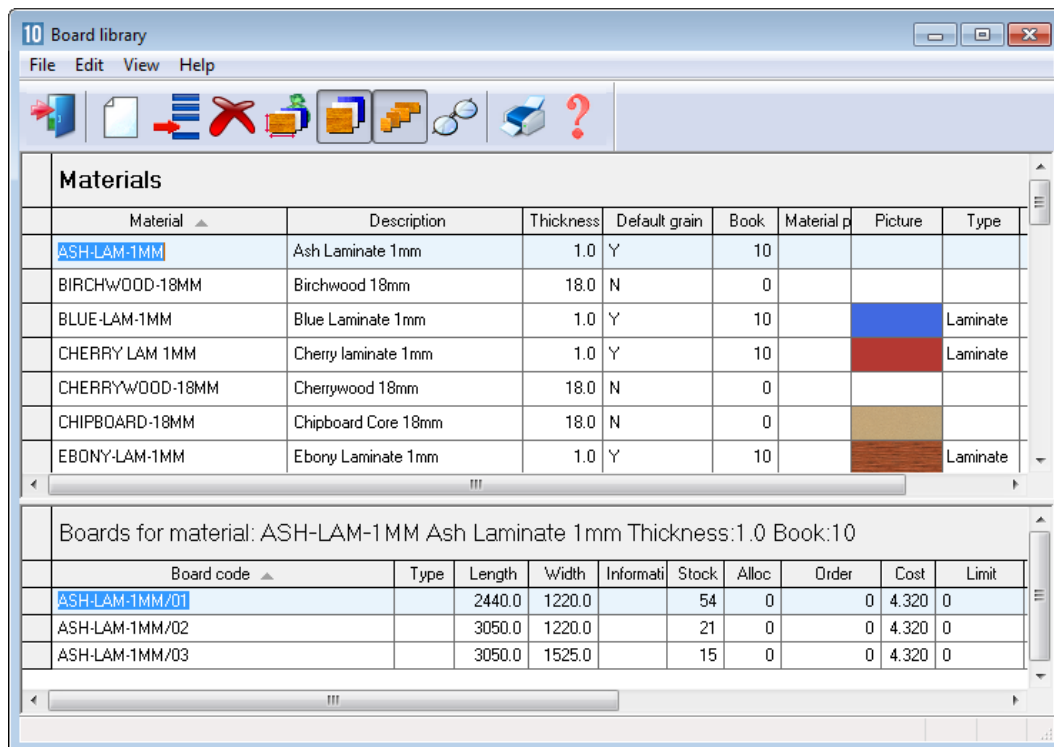 10 Board library
File Edit View Help
Materials
Material Description Thickness Default grain Book Material p Picture Type
ASH-LAM-1MM Ash Laminate 1mm 1.0 Y 10
BIRCHWOOD-18MM Birchwood 18mm 18.0 N 0
BLUE-LAM-1MM Blue Laminate 1mm 1.0 Y 10 Laminate
CHERRY LAM 1MM Cherry laminate 1mm 1.0 Y 10 Laminate
CHERRYWOOD-18MM Cherrywood 18mm 18.0 N 0
CHIPBOARD-18MM Chipboard Core 18mm 18.0 N 0
EBONY-LAM-1MM Ebony Laminate 1mm 1.0 Y 10 Laminate
Boards for material: ASH-LAM-1MM Ash Laminate 1mm Thickness:1.0 Book:10
Board code Type Length Width Informati Stock Alloc Order Cost Limit
ASH-LAM-1MM/01 2440.0 1220.0 54 0 0 4.320 0
ASH-LAM-1MM/02 3050.0 1220.0 21 0 0 4.320 0
ASH-LAM-1MM/03 3050.0 1525.0 15 0 0 4.320 0